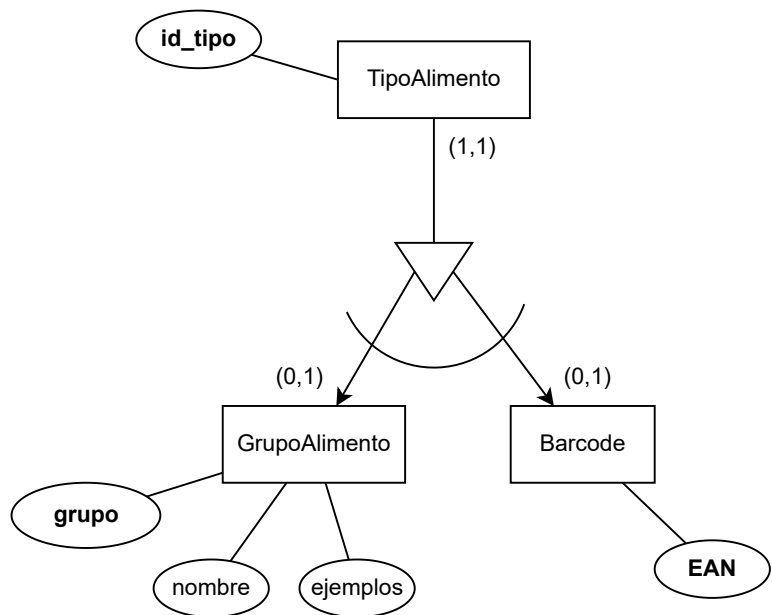 id_tipo
TipoAlimento
(1,1)
(0,1)
(0,1)
GrupoAlimento
Barcode
grupo
nombre
ejemplos
EAN